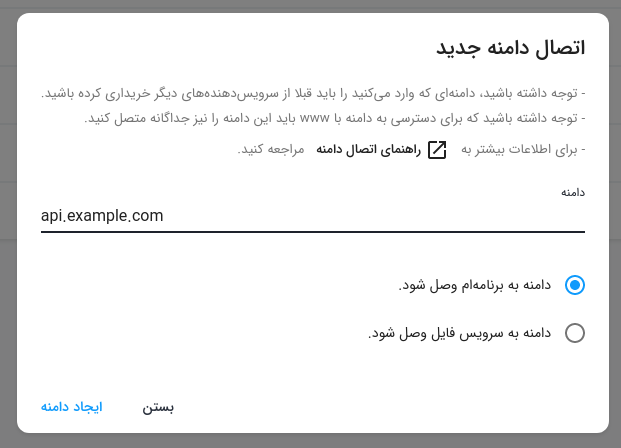 اتصال دامنه جدید
- توجه داشته باشید، دامنه‌ای که وارد می‌کنید را باید قبلا از سرویس‌دهنده‌های دیگر خریداری کرده باشید.
- توجه داشته باشید که برای دسترسی به دامنه با www باید این دامنه را نیز جداگانه متصل کنید.
- برای اطلاعات بیشتر به راهنمای اتصال دامنه مراجعه کنید.
دامنه
api.example.com
دامنه به برنامه‌ام وصل شود.
دامنه به سرویس فایل وصل شود.
بستن ایجاد دامنه